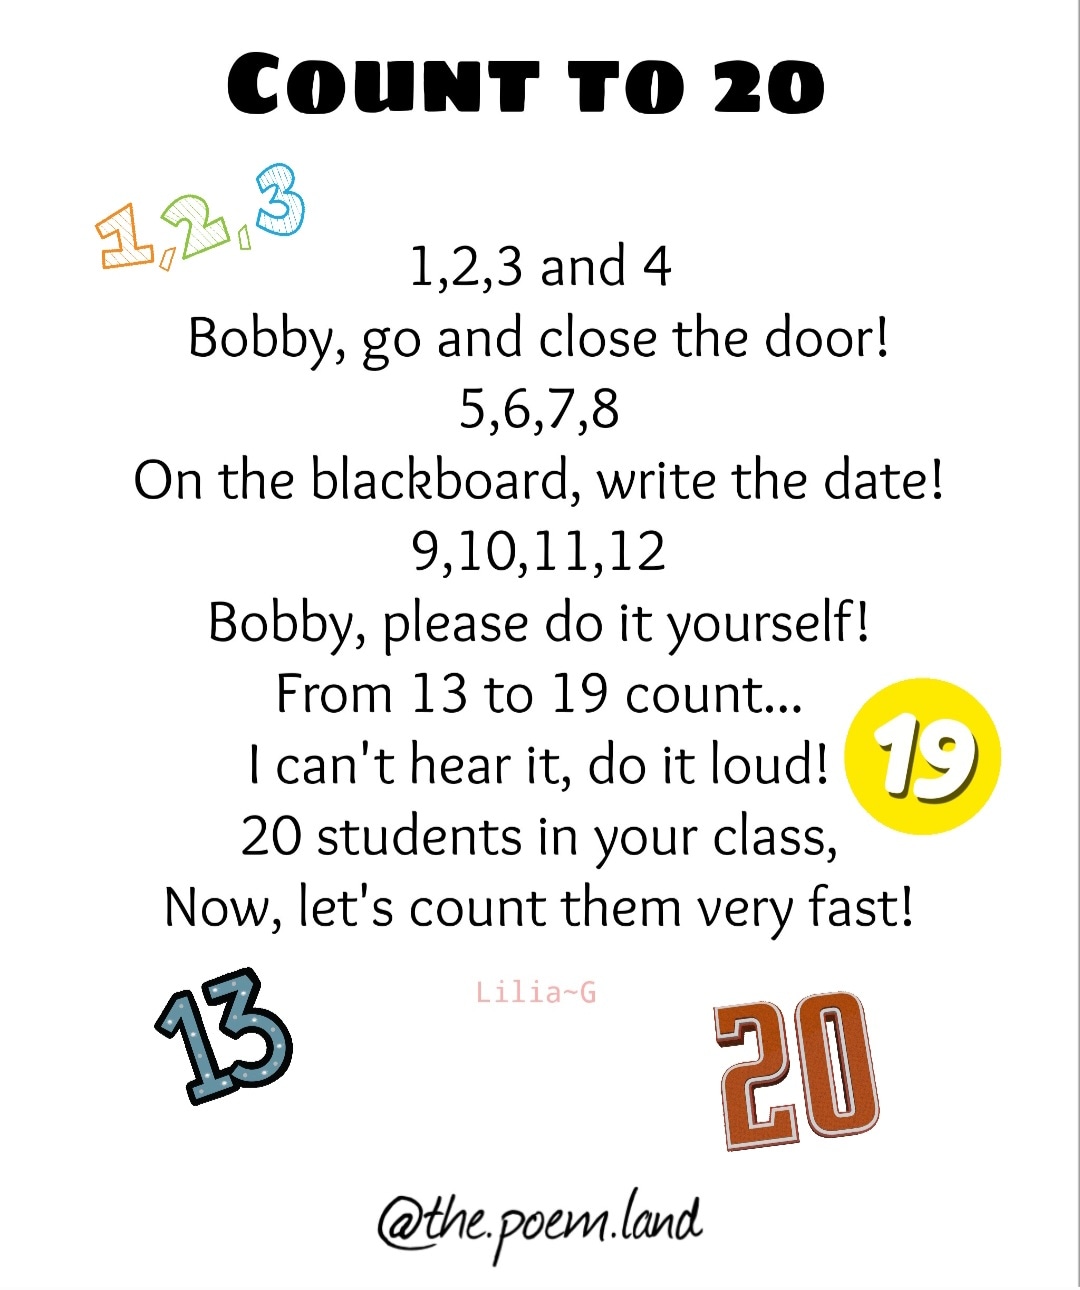 COUNT TO 20
1,2,3
1,2,3 and 4
Bobby, go and close the door!
5,6,7,8
On the blackboard, write the date!
9,10,11,12
Bobby, please do it yourself!
From 13 to 19 count...
I can't hear it, do it loud!
19
20 students in your class,
Now, let's count them very fast!
Lilia~G
13
20
@the.poem.land